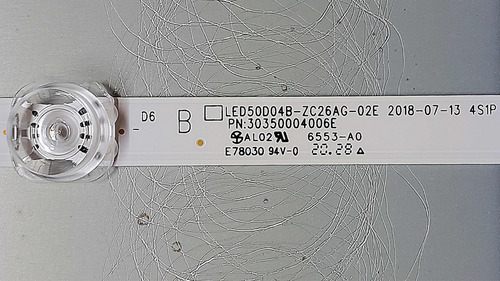 D6
B
LED50D04B-ZC26AG-02E 2018-07-13 4S1P
PN:30350004006E
AL02 6553-A0
E78030 94V-0 20.28